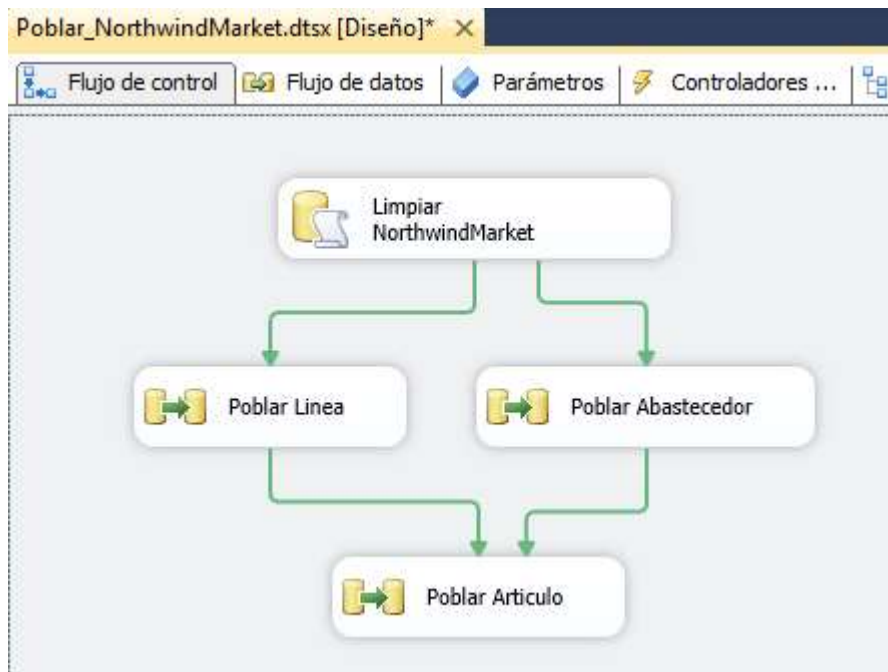 Poblar_NorthwindMarket.dtsx [Diseño]*
Flujo de control Flujo de datos Parámetros Controladores ...
Limpiar
NorthwindMarket
Poblar Linea Poblar Abastecedor
Poblar Articulo